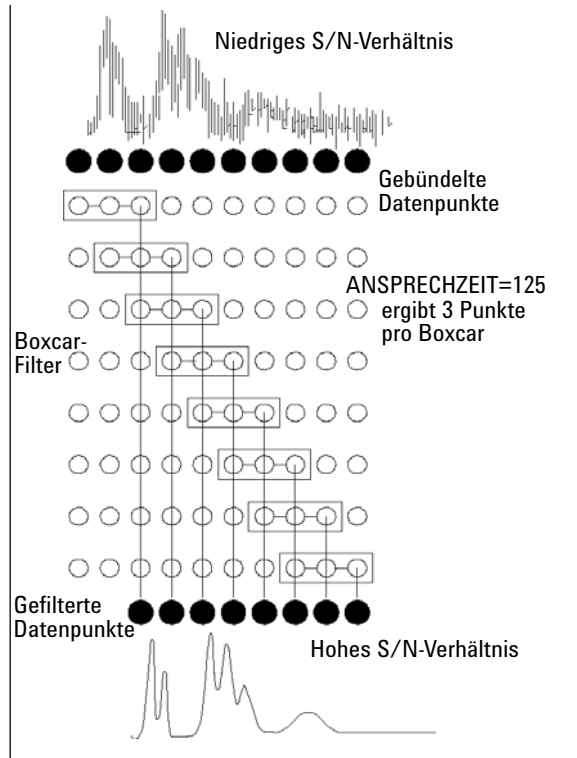 Niedriges S/N-Verhältnis
Gebündelte
Datenpunkte
ANSPRECHZEIT=125
ergibt 3 Punkte
pro Boxcar
Boxcar-
Filter
Gefilterte
Datenpunkte
Hohes S/N-Verhältnis